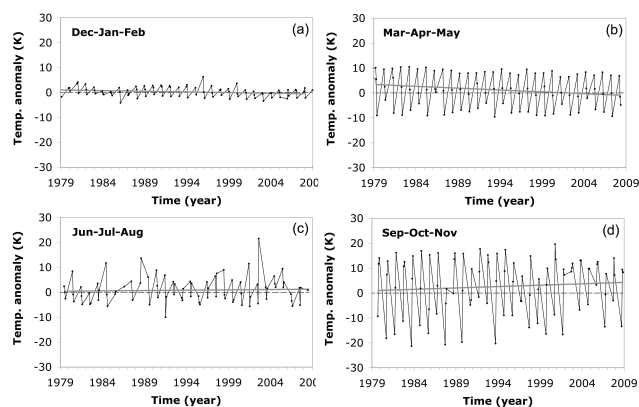 Dec-Jan-Feb (a)
Temp. anomaly (K)
30
20
10
0
-10
-20
-30
1979 1984 1989 1994 1999 2004 200
Time (year)
Mar-Apr-May (b)
Temp. anomaly (K)
30
20
10
0
-10
-20
-30
1979 1984 1989 1994 1999 2004 2009
Time (year)
Jun-Jul-Aug (c)
Temp. anomaly (K)
30
20
10
0
-10
-20
-30
1979 1984 1989 1994 1999 2004 200
Time (year)
Sep-Oct-Nov (d)
Temp. anomaly (K)
30
20
10
0
-10
-20
-30
1979 1984 1989 1994 1999 2004 2009
Time (year)